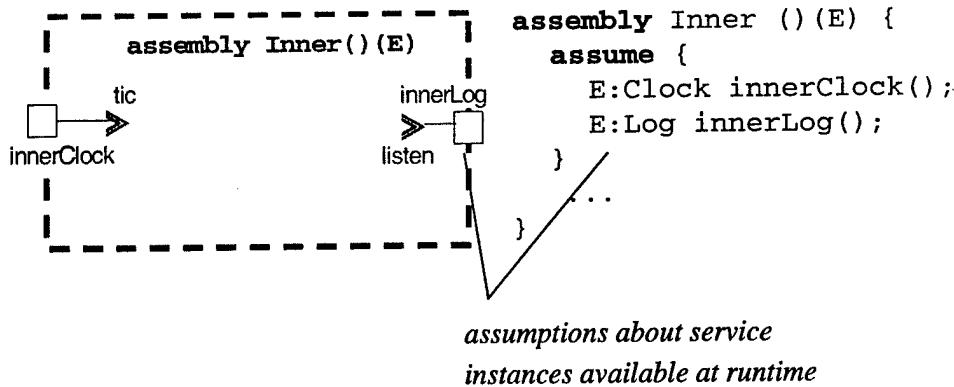 assembly Inner()(E)
tic
innerClock
innerLog
listen
assembly Inner ()(E) {
assume {
E:Clock innerClock();
E:Log innerLog();
}
...
}
assumptions about service
instances available at runtime